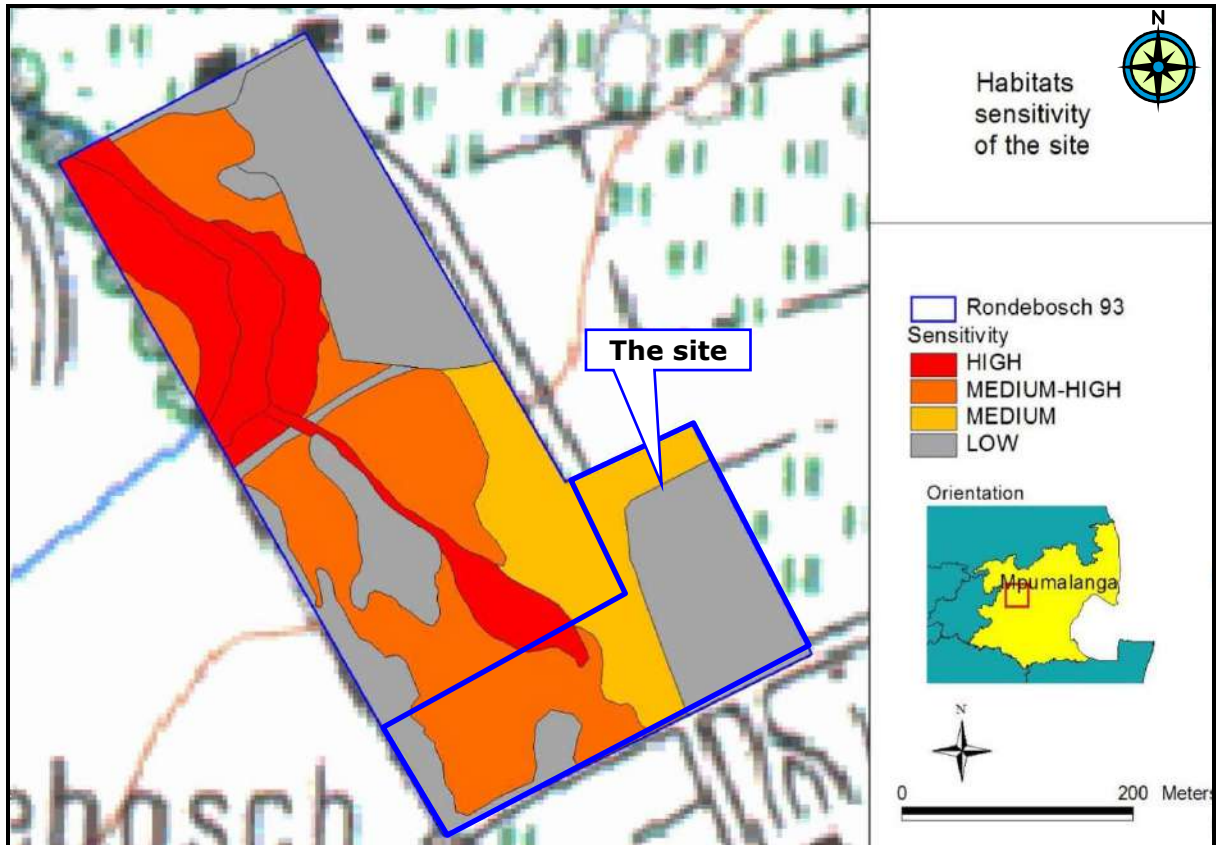 N
Habitats
sensitivity
of the site
The site
Rondebosch 93
Sensitivity
HIGH
MEDIUM-HIGH
MEDIUM
LOW
Orientation
Mpumalanga
N
0 200 Meters
ebosch